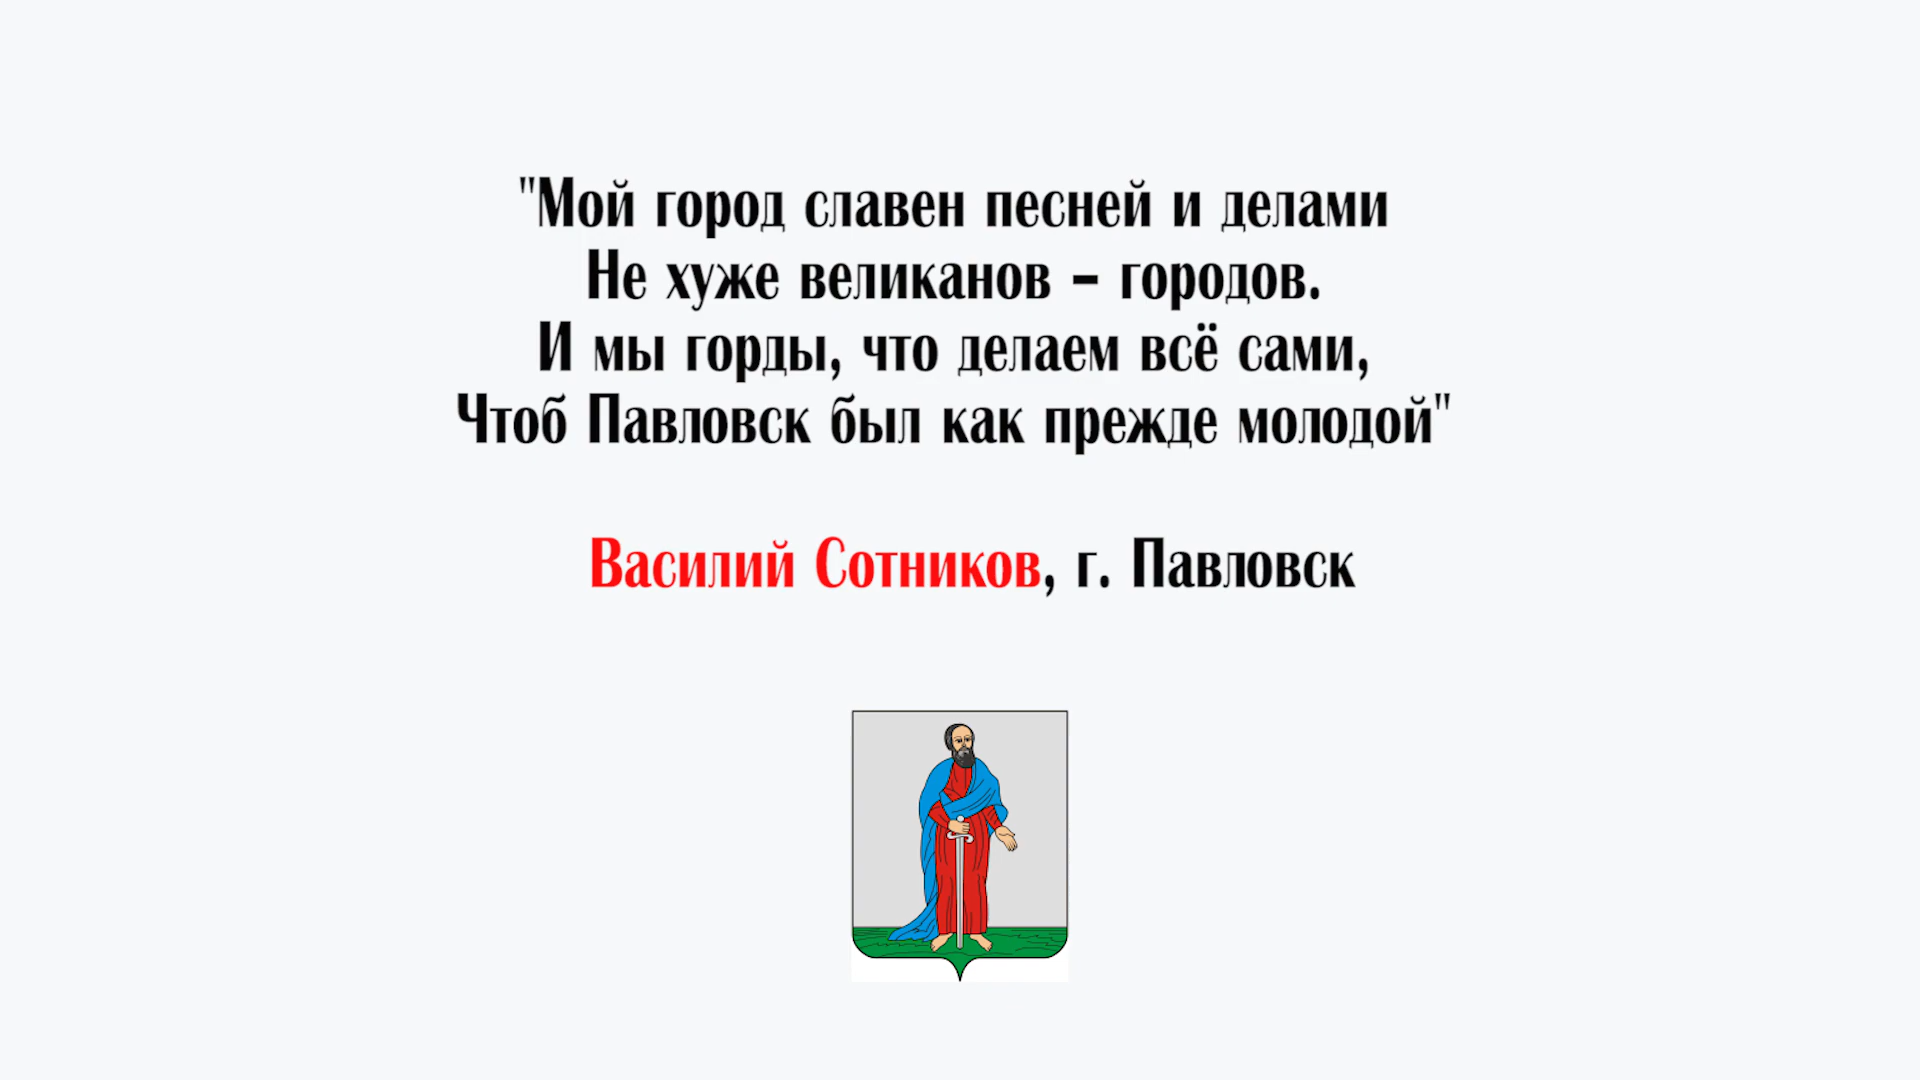 "Мой город славен песней и делами
Не хуже великанов – городов.
И мы горды, что делаем всё сами,
Чтоб Павловск был как прежде молодой"
Василий Сотников, г. Павловск